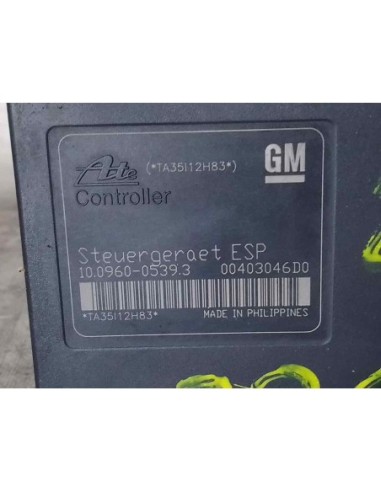 Ate (*TA35I12H83*) GM
Controller
Steuergeraet ESP
10.0960-0539.3 00403046D0
*TA35I12H83* MADE IN PHILIPPINES